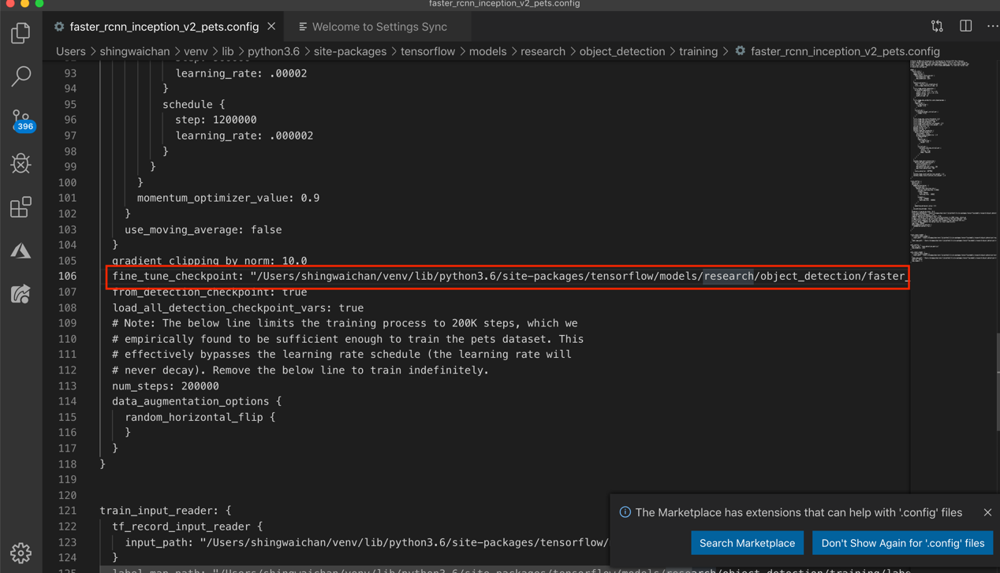 faster_rcnn_inception_v2_pets.config
faster_rcnn_inception_v2_pets.config
Welcome to Settings Sync
Users > shingwaichan > venv > lib > python3.6 > site-packages > tensorflow > models > research > object_detection > training > faster_rcnn_inception_v2_pets.config
93 learning_rate: .00002
94 }
95 schedule {
96 step: 1200000
97 learning_rate: .000002
98 }
99 }
100 }
101 momentum_optimizer_value: 0.9
102 }
103 use_moving_average: false
104 }
105 gradient_clipping_by_norm: 10.0
106 fine_tune_checkpoint: "/Users/shingwaichan/venv/lib/python3.6/site-packages/tensorflow/models/research/object_detection/faster_
107 from_detection_checkpoint: true
108 load_all_detection_checkpoint_vars: true
109 # Note: The below line limits the training process to 200K steps, which we
110 # empirically found to be sufficient enough to train the pets dataset. This
111 # effectively bypasses the learning rate schedule (the learning rate will
112 # never decay). Remove the below line to train indefinitely.
113 num_steps: 200000
114 data_augmentation_options {
115 random_horizontal_flip {
116 }
117 }
118 }
119
120
121 train_input_reader: {
122 tf_record_input_reader {
123 input_path: "/Users/shingwaichan/venv/lib/python3.6/site-packages/tensorflow/
124 }
125 label_map_path: "/Users/shingwaichan/venv/lib/python3.6/site-packages/tensorflow/models/research/object_detection/training/labe
396
The Marketplace has extensions that can help with '.config' files
Search Marketplace
Don't Show Again for '.config' files